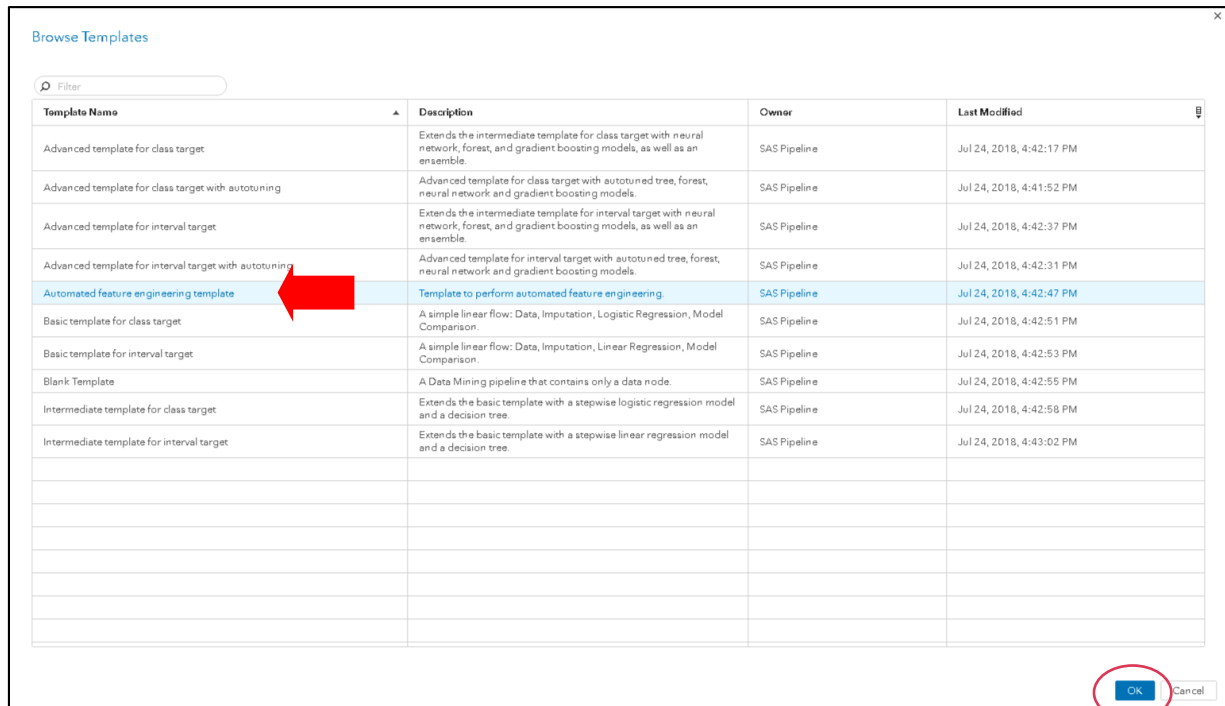 Browse Templates
Filter
Template Name Description Owner Last Modified
Advanced template for class target
Extends the intermediate template for class target with neural
network, forest, and gradient boosting models, as well as an
ensemble.
SAS Pipeline
Jul 24, 2018, 4:42:17 PM
Advanced template for class target with autotuning
Advanced template for class target with autotuned tree, forest,
neural network and gradient boosting models.
SAS Pipeline
Jul 24, 2018, 4:41:52 PM
Advanced template for interval target
Extends the intermediate template for interval target with neural
network, forest, and gradient boosting models, as well as an
ensemble.
SAS Pipeline
Jul 24, 2018, 4:42:37 PM
Advanced template for interval target with autotuning
Advanced template for interval target with autotuned tree, forest,
neural network and gradient boosting models.
SAS Pipeline
Jul 24, 2018, 4:42:31 PM
Automated feature engineering template
Template to perform automated feature engineering.
SAS Pipeline
Jul 24, 2018, 4:42:47 PM
Basic template for class target
A simple linear flow: Data, Imputation, Logistic Regression, Model
Comparison.
SAS Pipeline
Jul 24, 2018, 4:42:51 PM
Basic template for interval target
A simple linear flow: Data, Imputation, Linear Regression, Model
Comparison.
SAS Pipeline
Jul 24, 2018, 4:42:53 PM
Blank Template
A Data Mining pipeline that contains only a data node.
SAS Pipeline
Jul 24, 2018, 4:42:55 PM
Intermediate template for class target
Extends the basic template with a stepwise logistic regression model
and a decision tree.
SAS Pipeline
Jul 24, 2018, 4:42:58 PM
Intermediate template for interval target
Extends the basic template with a stepwise linear regression model
and a decision tree.
SAS Pipeline
Jul 24, 2018, 4:43:02 PM
OK Cancel